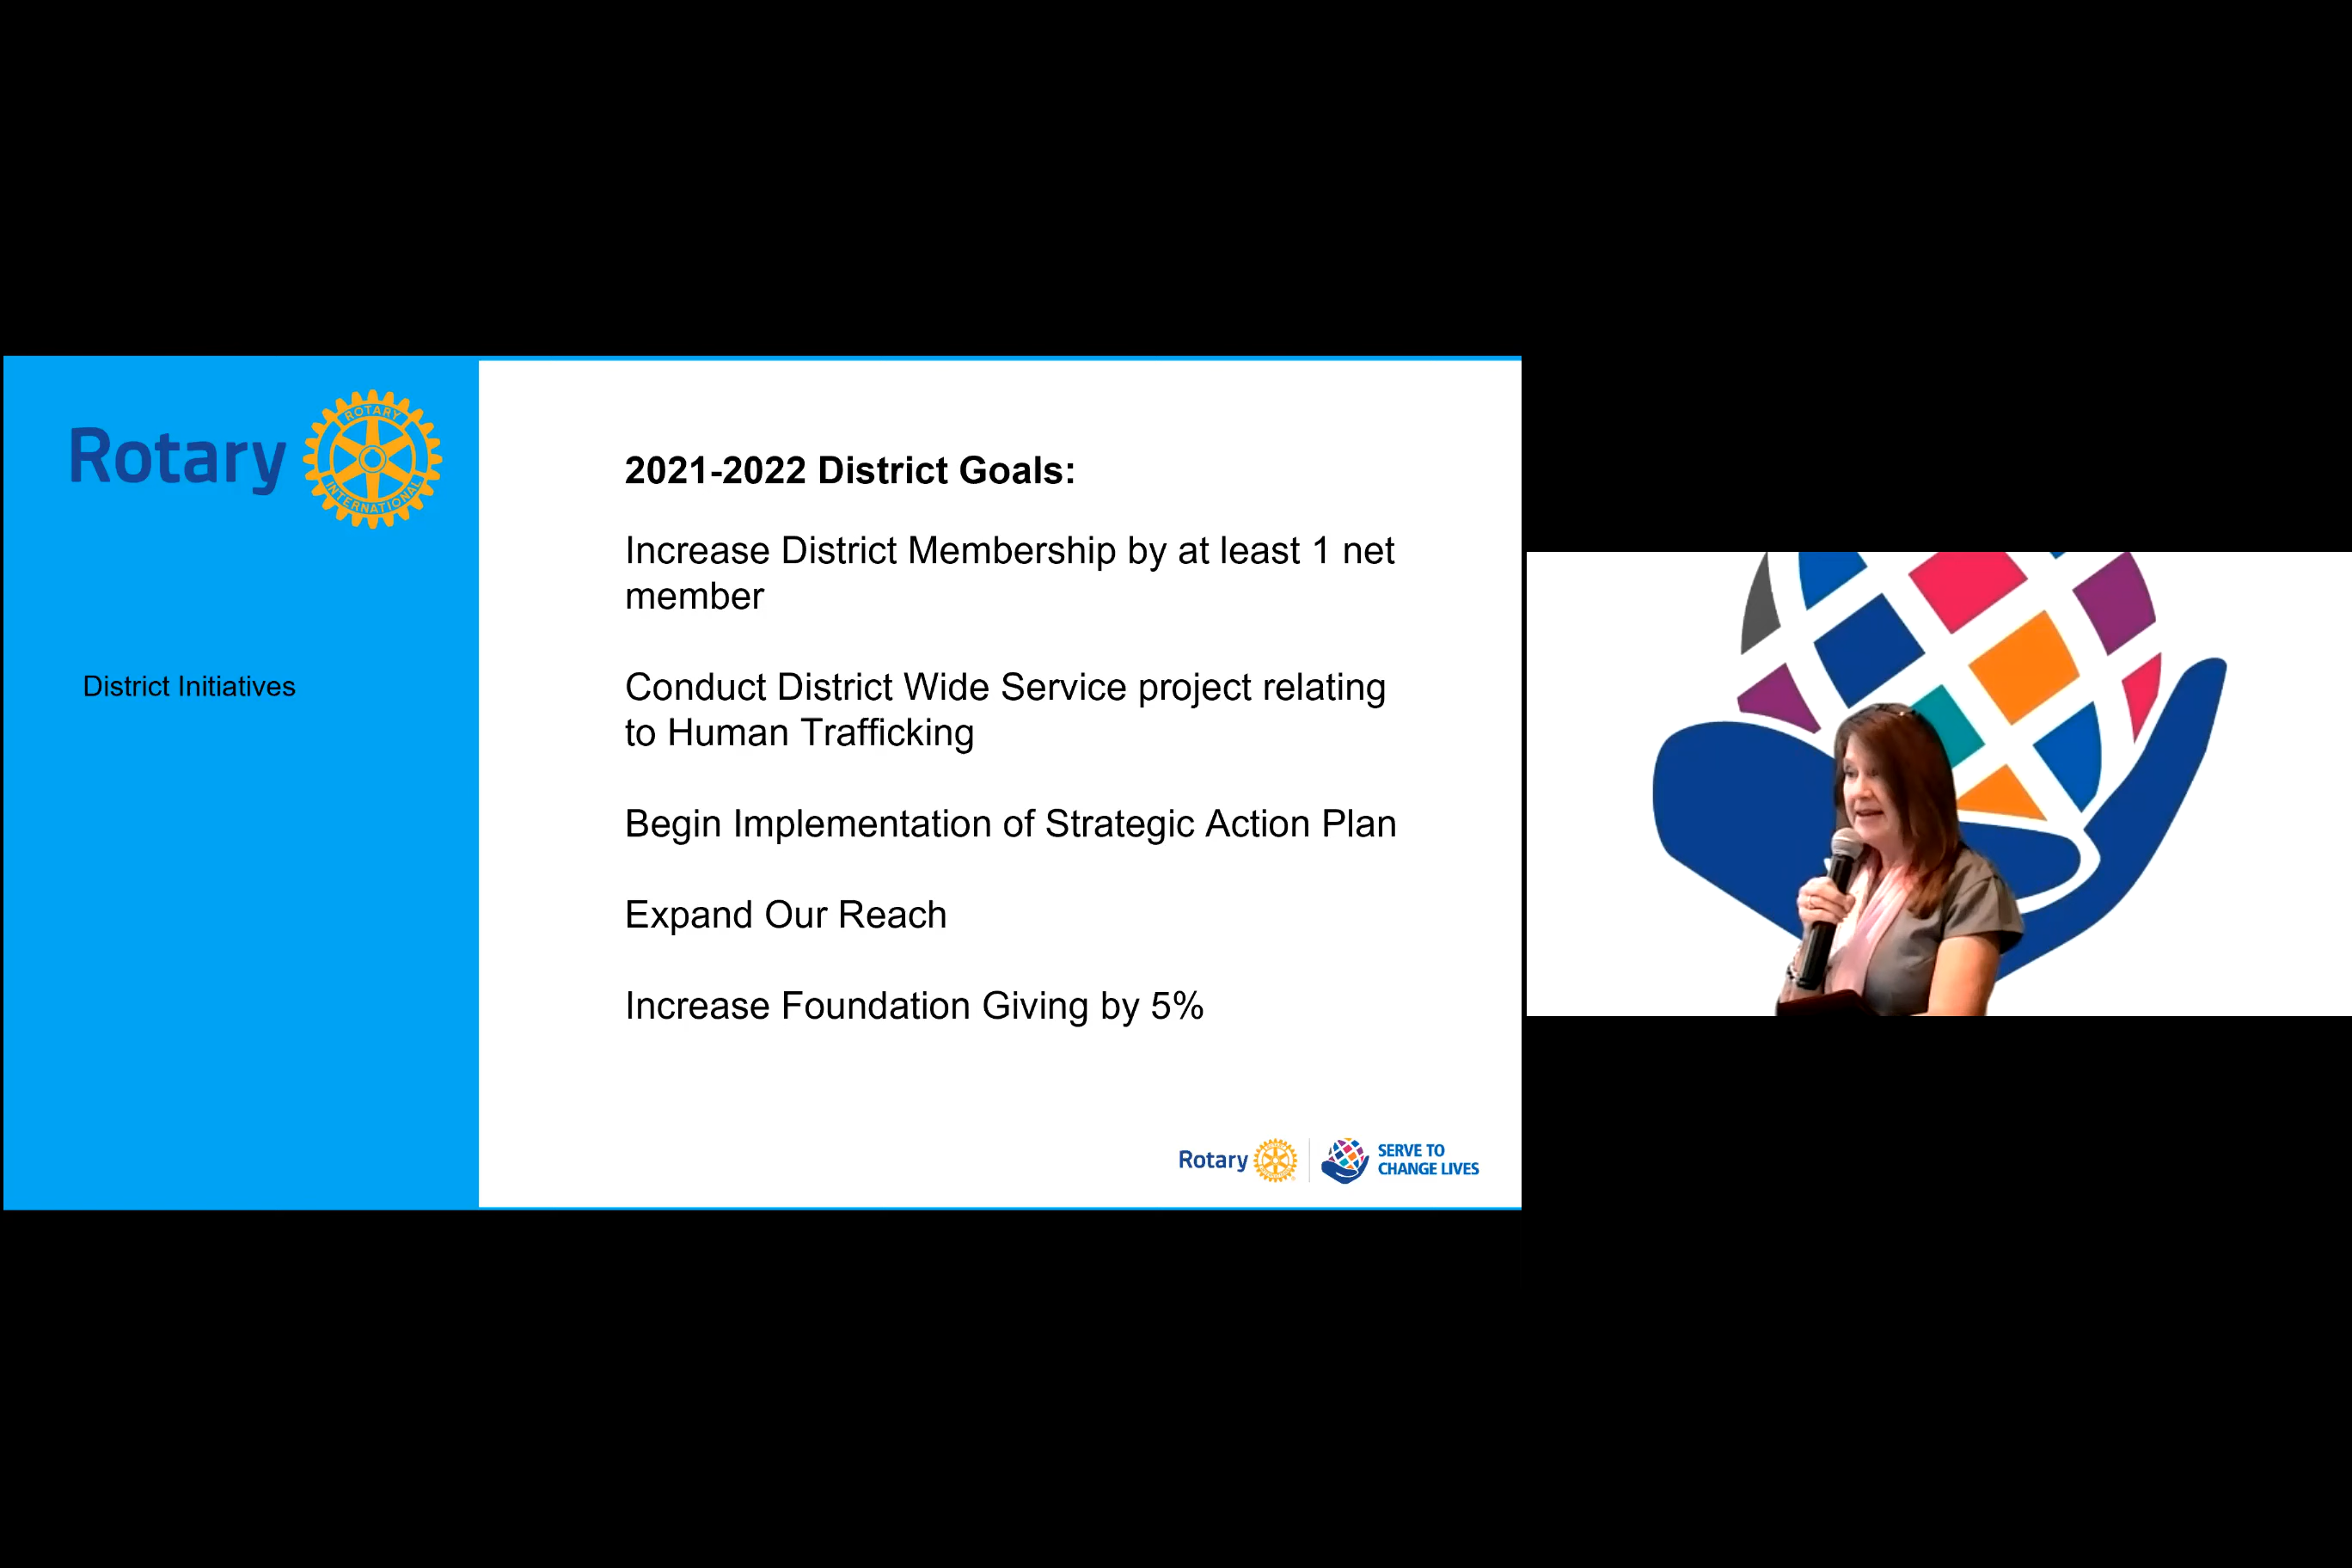 Rotary
ROTARY
INTERNATIONAL
District Initiatives
2021-2022 District Goals:
Increase District Membership by at least 1 net
member
Conduct District Wide Service project relating
to Human Trafficking
Begin Implementation of Strategic Action Plan
Expand Our Reach
Increase Foundation Giving by 5%
Rotary
SERVE TO
CHANGE LIVES